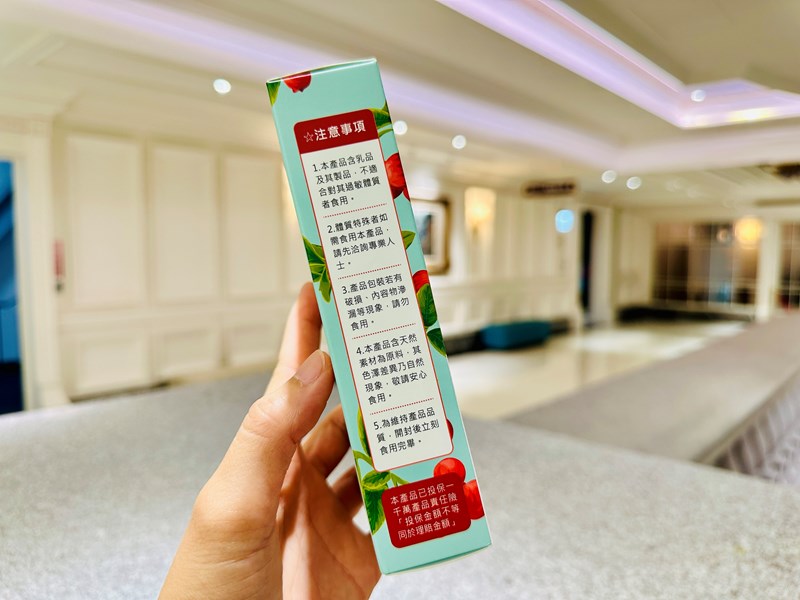 ☆注意事項
1.本產品含乳品
及其製品，不適
合對其過敏體質
者食用。
2.體質特殊者如
需食用本產品，
請先洽詢專業人
士。
3.產品包裝若有
破損、內容物滲
漏等現象，請勿
食用。
4.本產品含天然
素材為原料，其
色澤差異乃自然
現象，敬請安心
食用。
5.為維持產品品
質，開封後立刻
食用完畢。
本產品已投保一
千萬產品責任險
「投保金額不等
同於理賠金額」